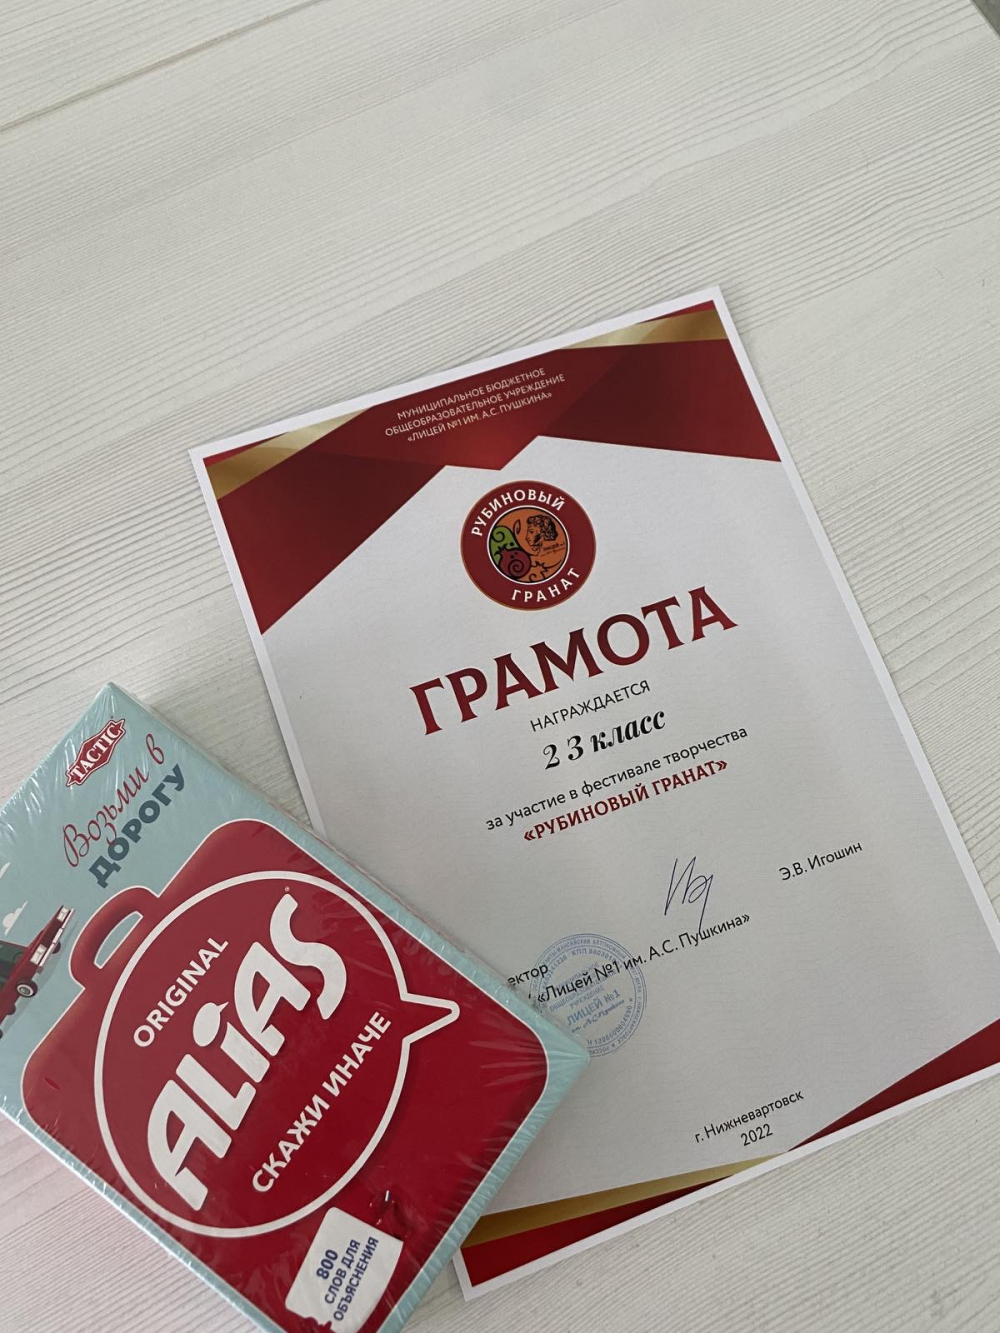 МУНИЦИПАЛЬНОЕ БЮДЖЕТНОЕ
ОБЩЕОБРАЗОВАТЕЛЬНОЕ УЧРЕЖДЕНИЕ
«ЛИЦЕЙ №1 ИМ. А.С. ПУШКИНА»
РУБИНОВЫЙ
ГРАНАТ
ГРАМОТА
НАГРАЖДАЕТСЯ
2 3 класс
за участие в фестивале творчества
«РУБИНОВЫЙ ГРАНАТ»
Э.В. Игошин
ектор
«Лицей №1 им. А.С. Пушкина»
ЛИЦЕЙ №1
г. Нижневартовск
2022
TACTIC
Возьми в
ДОРОГУ
ORIGINAL
ALIAS
СКАЖИ ИНАЧЕ
800
СЛОВ ДЛЯ
ОБЪЯСНЕНИЯ